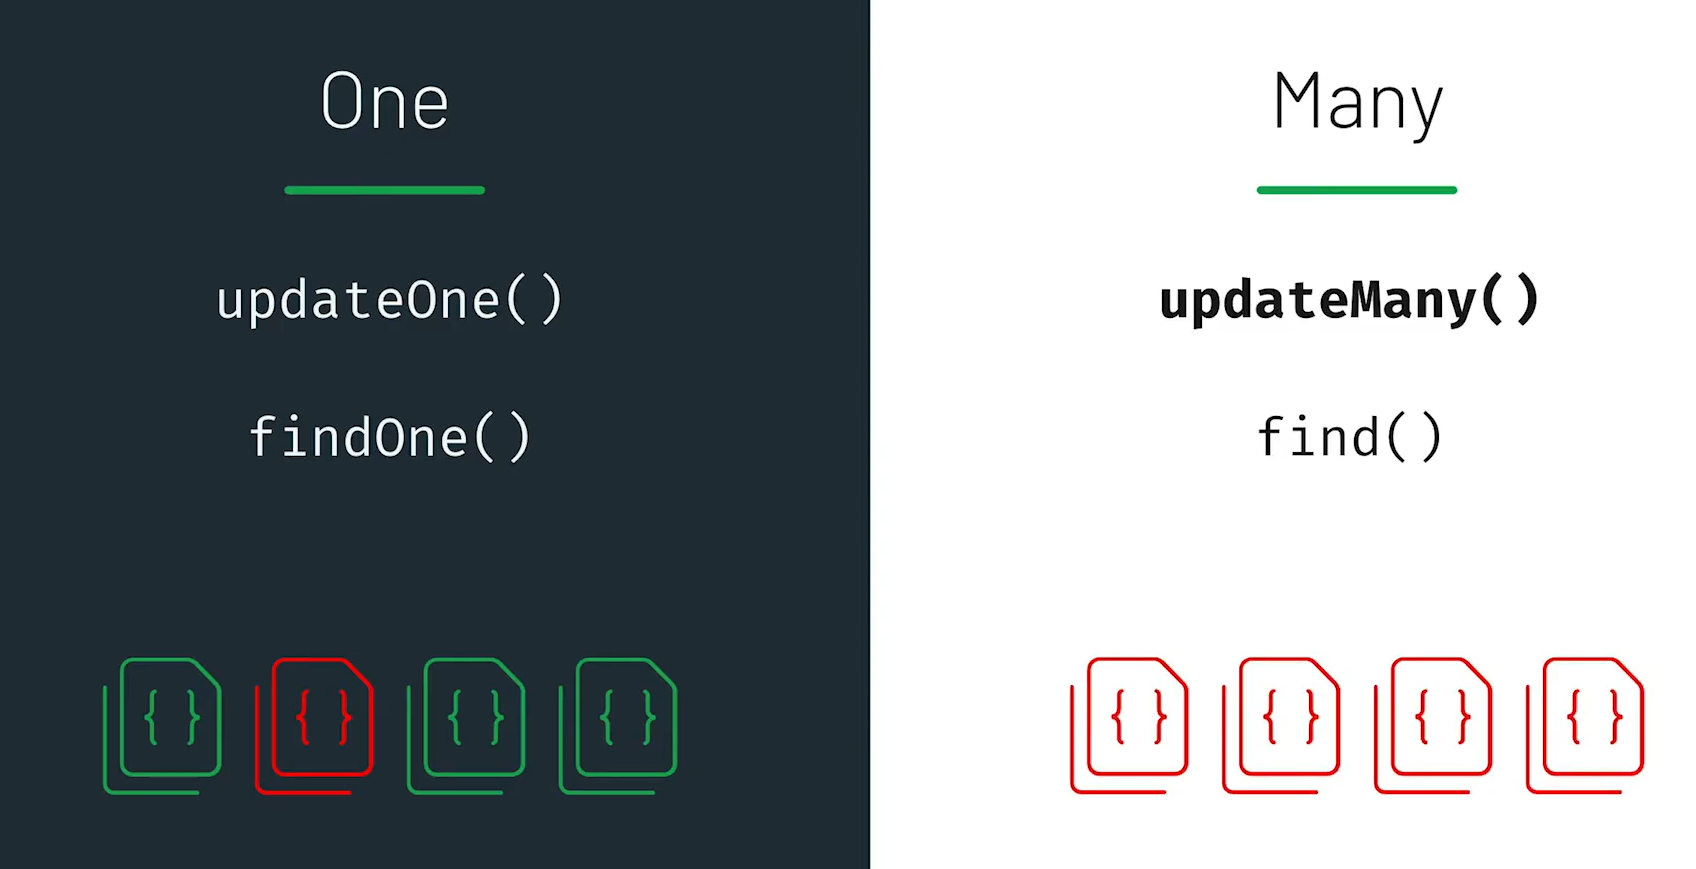 One
updateOne()
findOne()
{ } { } { } { }
Many
updateMany()
find()
{ } { } { } { }